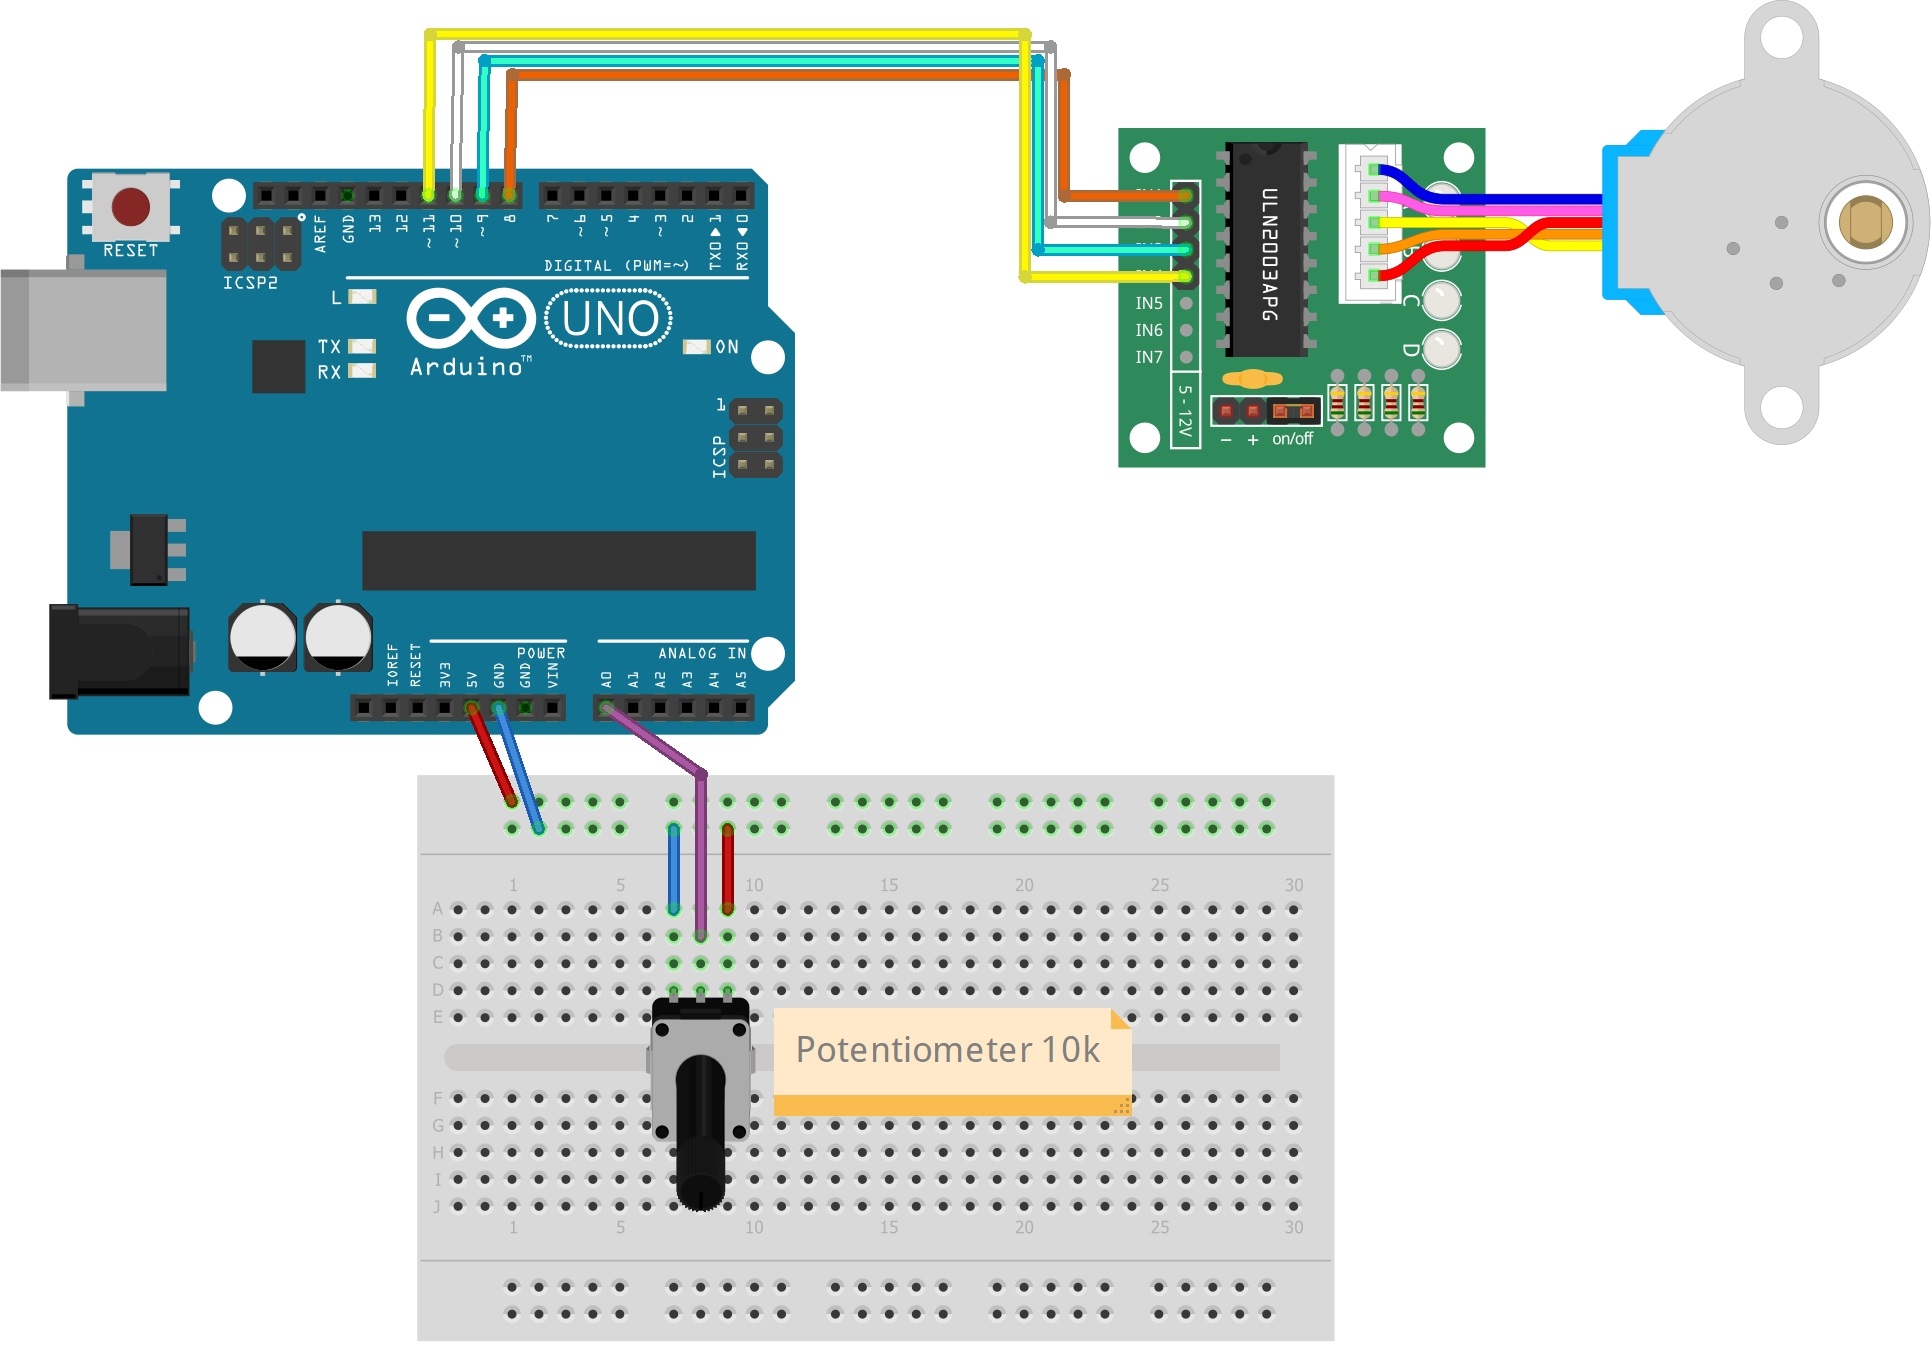 RESET
ICSP2
AREF
GND
13
12
~11
~10
~9
8
7
~6
~5
4
~3
2
TX0▶1
RX0◀0
DIGITAL (PWM=~)
L
TX
RX
UNO
Arduino™
ON
1
ICSP
IOREF
RESET
3V3
5V
GND
GND
VIN
POWER
A0
A1
A2
A3
A4
A5
ANALOG IN
IN5
IN6
IN7
5 - 12V
ULN2003APG
C
D
- + on/off
1 5 10 15 20 25 30
A
B
C
D
E
Potentiometer 10k
F
G
H
I
J
1 5 10 15 20 25 30